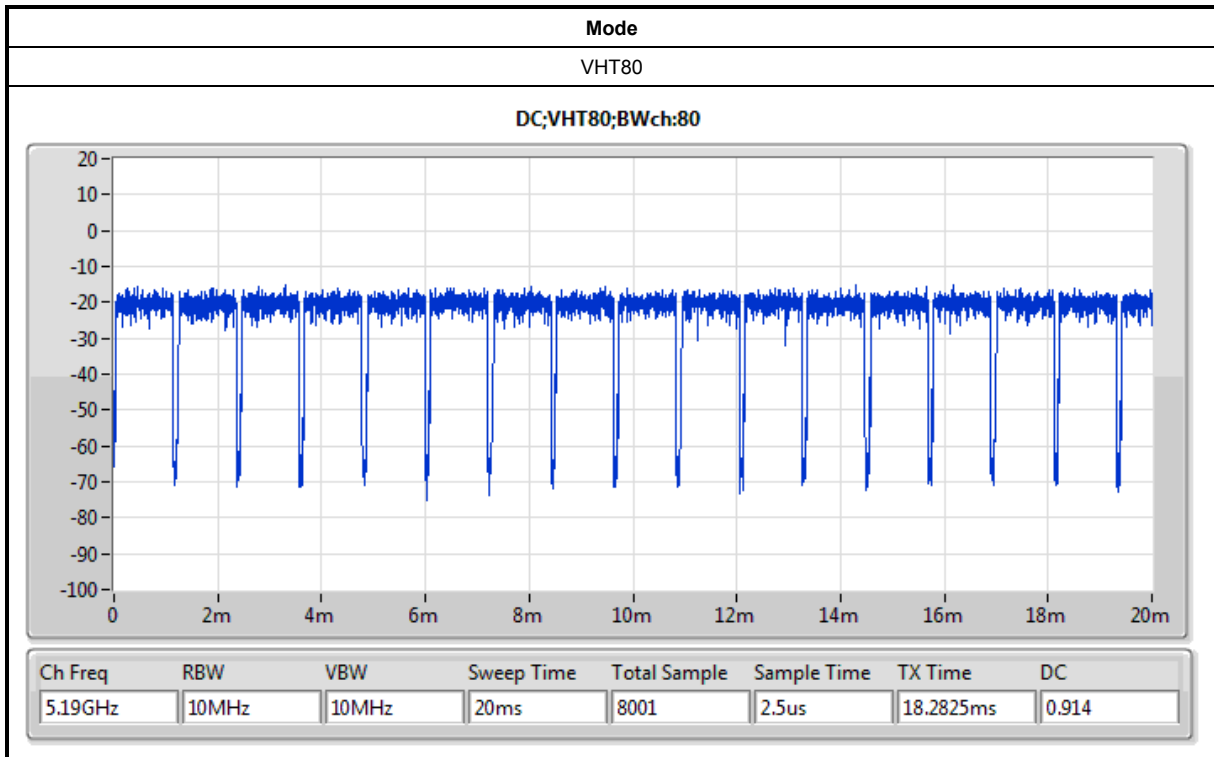 Mode
VHT80
DC;VHT80;BWch:80
20
10
0
-10
-20
-30
-40
-50
-60
-70
-80
-90
-100
0 2m 4m 6m 8m 10m 12m 14m 16m 18m 20m
Ch Freq RBW VBW Sweep Time Total Sample Sample Time TX Time DC
5.19GHz 10MHz 10MHz 20ms 8001 2.5us 18.2825ms 0.914